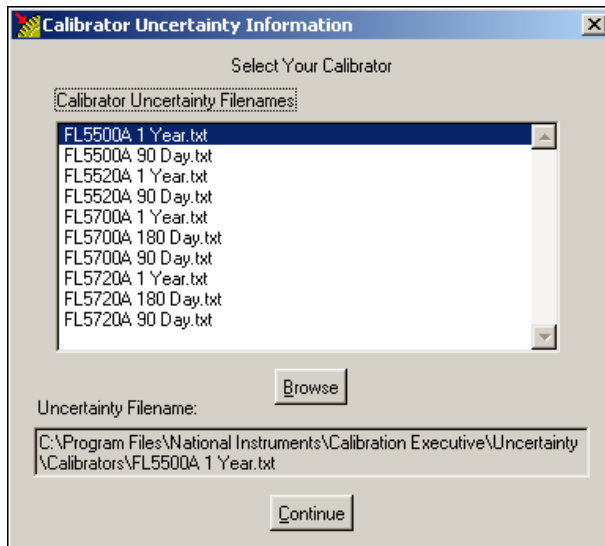 Calibrator Uncertainty Information
Select Your Calibrator
Calibrator Uncertainty Filenames
FL5500A 1 Year.txt
FL5500A 90 Day.txt
FL5520A 1 Year.txt
FL5520A 90 Day.txt
FL5700A 1 Year.txt
FL5700A 180 Day.txt
FL5700A 90 Day.txt
FL5720A 1 Year.txt
FL5720A 180 Day.txt
FL5720A 90 Day.txt
Browse
Uncertainty Filename:
C:\Program Files\National Instruments\Calibration Executive\Uncertainty
\Calibrators\FL5500A 1 Year.txt
Continue